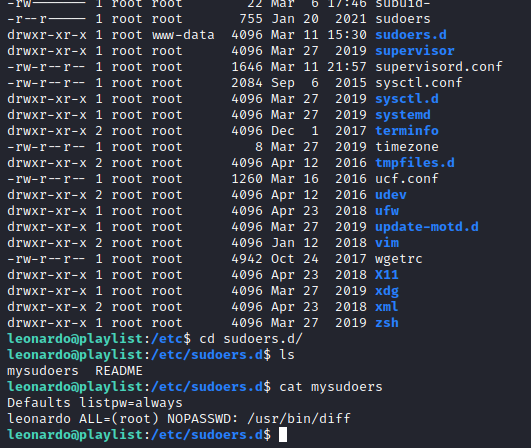 -rw------- 1 root root 22 Mar 6 17:46 subuid-
-r--r----- 1 root root 755 Jan 20 2021 sudoers
drwxr-xr-x 1 root www-data 4096 Mar 11 15:30 sudoers.d
drwxr-xr-x 1 root root 4096 Mar 27 2019 supervisor
-rw-r--r-- 1 root root 1646 Mar 11 21:57 supervisord.conf
-rw-r--r-- 1 root root 2084 Sep 6 2015 sysctl.conf
drwxr-xr-x 1 root root 4096 Mar 27 2019 sysctl.d
drwxr-xr-x 1 root root 4096 Mar 27 2019 systemd
drwxr-xr-x 2 root root 4096 Dec 1 2017 terminfo
-rw-r--r-- 1 root root 8 Mar 27 2019 timezone
drwxr-xr-x 2 root root 4096 Apr 12 2016 tmpfiles.d
-rw-r--r-- 1 root root 1260 Mar 16 2016 ucf.conf
drwxr-xr-x 2 root root 4096 Apr 12 2016 udev
drwxr-xr-x 1 root root 4096 Apr 23 2018 ufw
drwxr-xr-x 1 root root 4096 Mar 27 2019 update-motd.d
drwxr-xr-x 2 root root 4096 Jan 12 2018 vim
-rw-r--r-- 1 root root 4942 Oct 24 2017 wgetrc
drwxr-xr-x 1 root root 4096 Apr 23 2018 X11
drwxr-xr-x 1 root root 4096 Mar 27 2019 xdg
drwxr-xr-x 2 root root 4096 Apr 23 2018 xml
drwxr-xr-x 1 root root 4096 Mar 27 2019 zsh
leonardo@playlist:/etc$ cd sudoers.d/
leonardo@playlist:/etc/sudoers.d$ ls
mysudoers README
leonardo@playlist:/etc/sudoers.d$ cat mysudoers
Defaults listpw=always
leonardo ALL=(root) NOPASSWD: /usr/bin/diff
leonardo@playlist:/etc/sudoers.d$